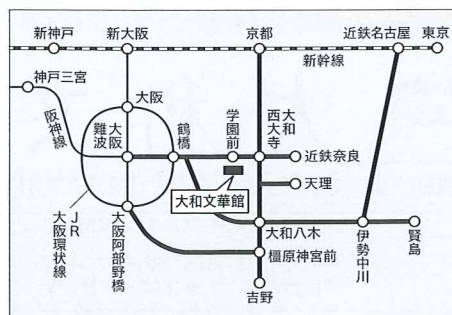 新神戸
新大阪
京都
近鉄名古屋
東京
新幹線
神戸三宮
大阪
阪神線
大阪
難波
鶴橋
学園前
大和
西大寺
近鉄奈良
天理
大和文華館
JR
大阪環状線
大阪阿部野橋
大和八木
橿原神宮前
吉野
伊勢中川
賢島